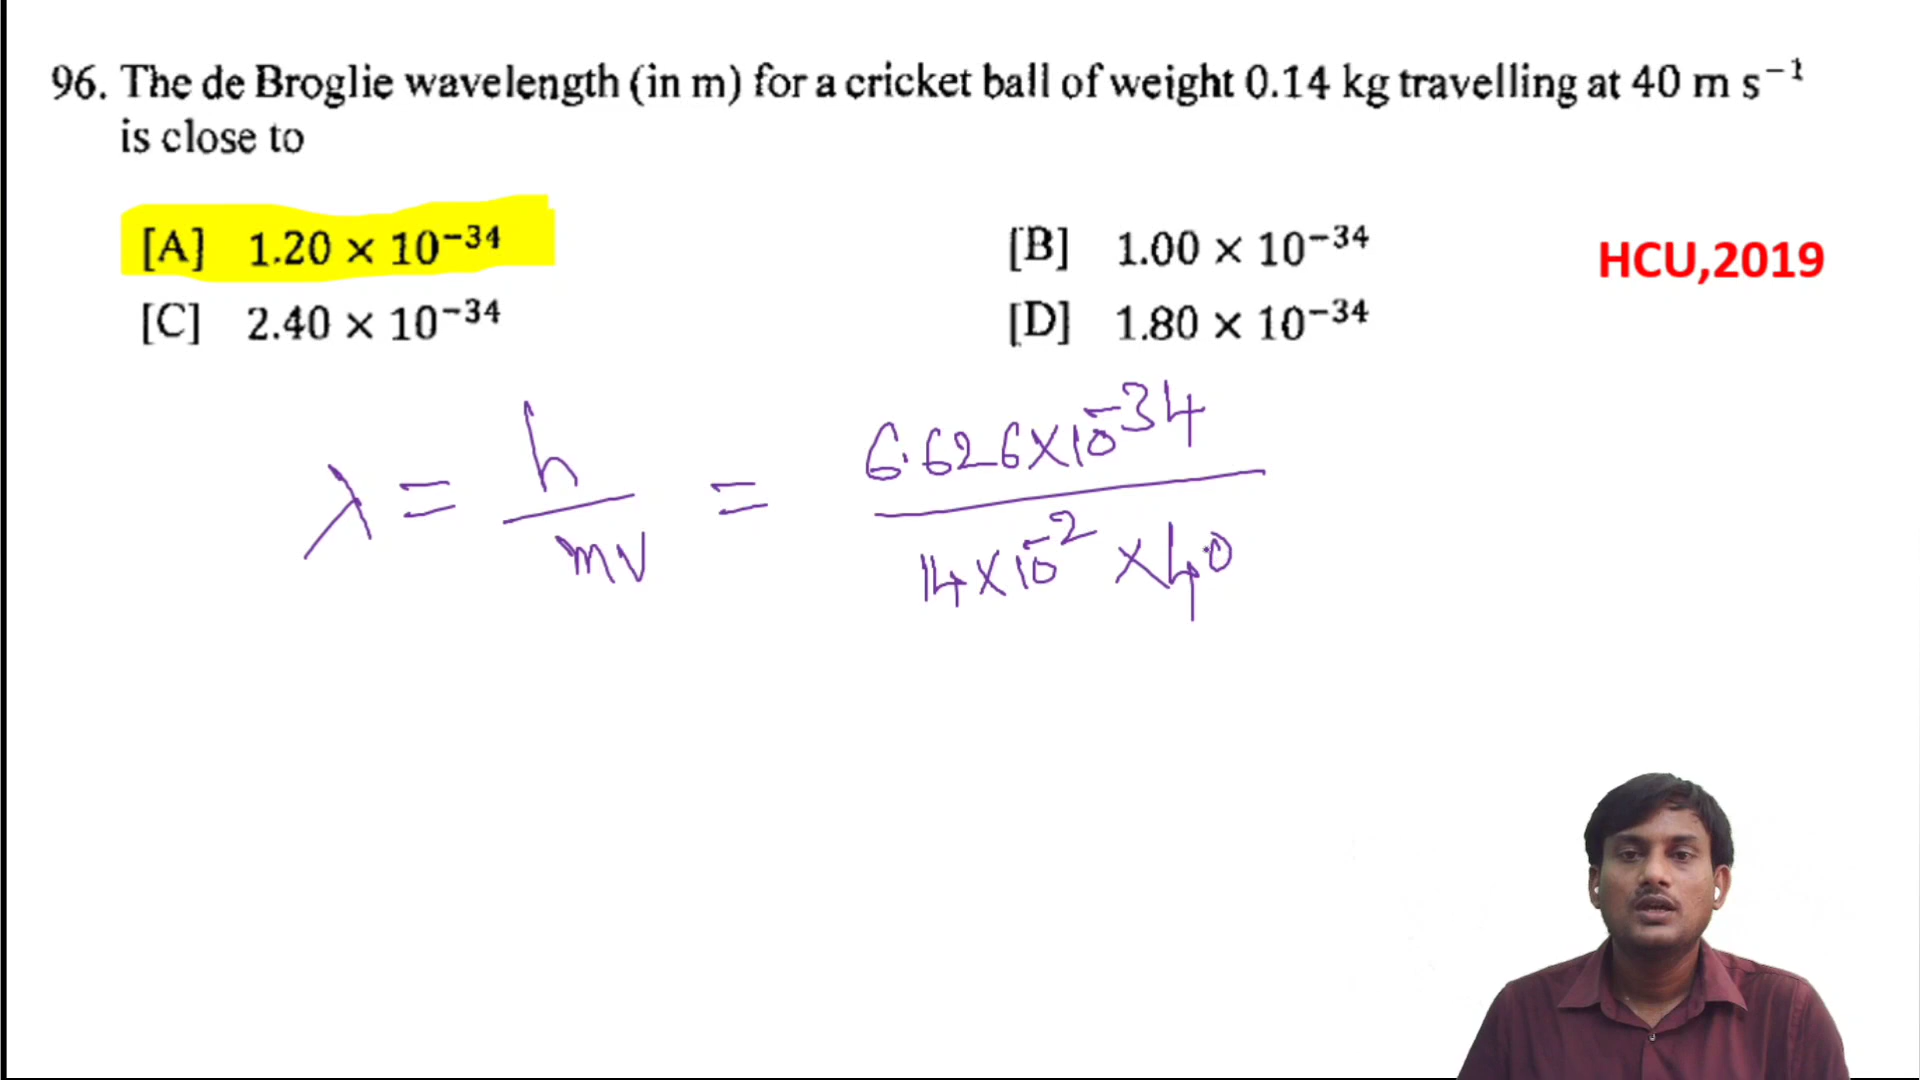 96. The de Broglie wavelength (in m) for a cricket ball of weight 0.14 kg travelling at 40 m s⁻¹
is close to
[A] 1.20 × 10⁻³⁴ [B] 1.00 × 10⁻³⁴
HCU,2019
[C] 2.40 × 10⁻³⁴ [D] 1.80 × 10⁻³⁴
λ = h/mv = 6.626×10⁻³⁴/14×10⁻²×40